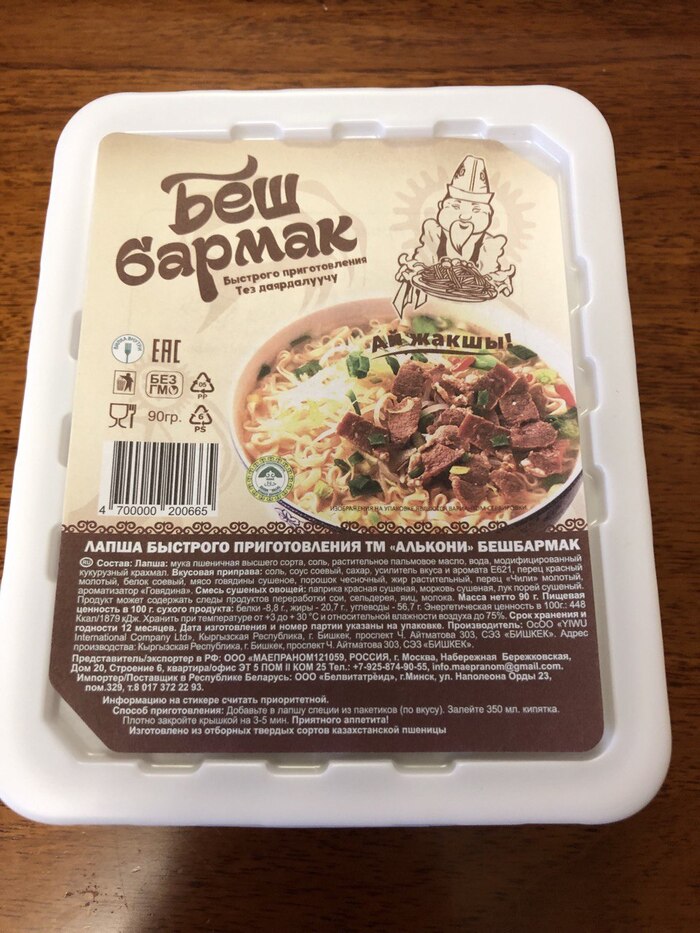 Беш
бармак
Быстрого приготовления
Тез даярдалуучу
Ай жакшы!
EAC
БЕЗ
ГМО
05
PP
90гр.
6
PS
4 700000 200665
ИЗОБРАЖЕНИЯ НА УПАКОВКЕ ЯВЛЯЮТСЯ ВАРИАНТОМ СЕРВИРОВКИ.
ЛАПША БЫСТРОГО ПРИГОТОВЛЕНИЯ ТМ «АЛЬКОНИ» БЕШБАРМАК
RU Состав: Лапша: мука пшеничная высшего сорта, соль, растительное пальмовое масло, вода, модифицированный
кукурузный крахмал. Вкусовая приправа: соль, соус соевый, сахар, усилитель вкуса и аромата Е621, перец красный
молотый, белок соевый, мясо говядины сушеное, порошок чесночный, жир растительный, перец «Чили» молотый,
ароматизатор «Говядина». Смесь сушеных овощей: паприка красная сушеная, морковь сушеная, лук порей сушеный.
Продукт может содержать следы продуктов переработки сои, сельдерея, яиц, молока. Масса нетто 90 г. Пищевая
ценность в 100 г. сухого продукта: белки -8,8 г., жиры - 20,7 г., углеводы - 56,7 г. Энергетическая ценность в 100г.: 448
Ккал/1879 кДж. Хранить при температуре от +3 до + 30 °С и относительной влажности воздуха до 75%. Срок хранения и
годности 12 месяцев. Дата изготовления и номер партии указаны на упаковке. Производитель: ОсОО «YIWU
International Company Ltd», Кыргызская Республика, г. Бишкек, проспект Ч. Айтматова 303, СЭЗ «БИШКЕК». Адрес
производства: Кыргызская Республика, г. Бишкек, проспект Ч. Айтматова 303, СЭЗ «БИШКЕК».
Представитель/экспортер в РФ: ООО «МАЕПРАНОМ121059, РОССИЯ, г. Москва, Набережная Бережковская,
Дом 20, Строение 6, квартира/офис ЭТ 5 ПОМ II КОМ 25 Тел.: +7-925-874-90-55, info_maepranom@gmail.com.
Импортер/Поставщик в Республике Беларусь: ООО «Белвитатрейд», г.Минск, ул. Наполеона Орды 23,
пом.329, т.8 017 372 22 93.
Информацию на стикере считать приоритетной.
Способ приготовления: Добавьте в лапшу специи из пакетиков (по вкусу). Залейте 350 мл. кипятка.
Плотно закройте крышкой на 3-5 мин. Приятного аппетита!
Изготовлено из отборных твердых сортов казахстанской пшеницы